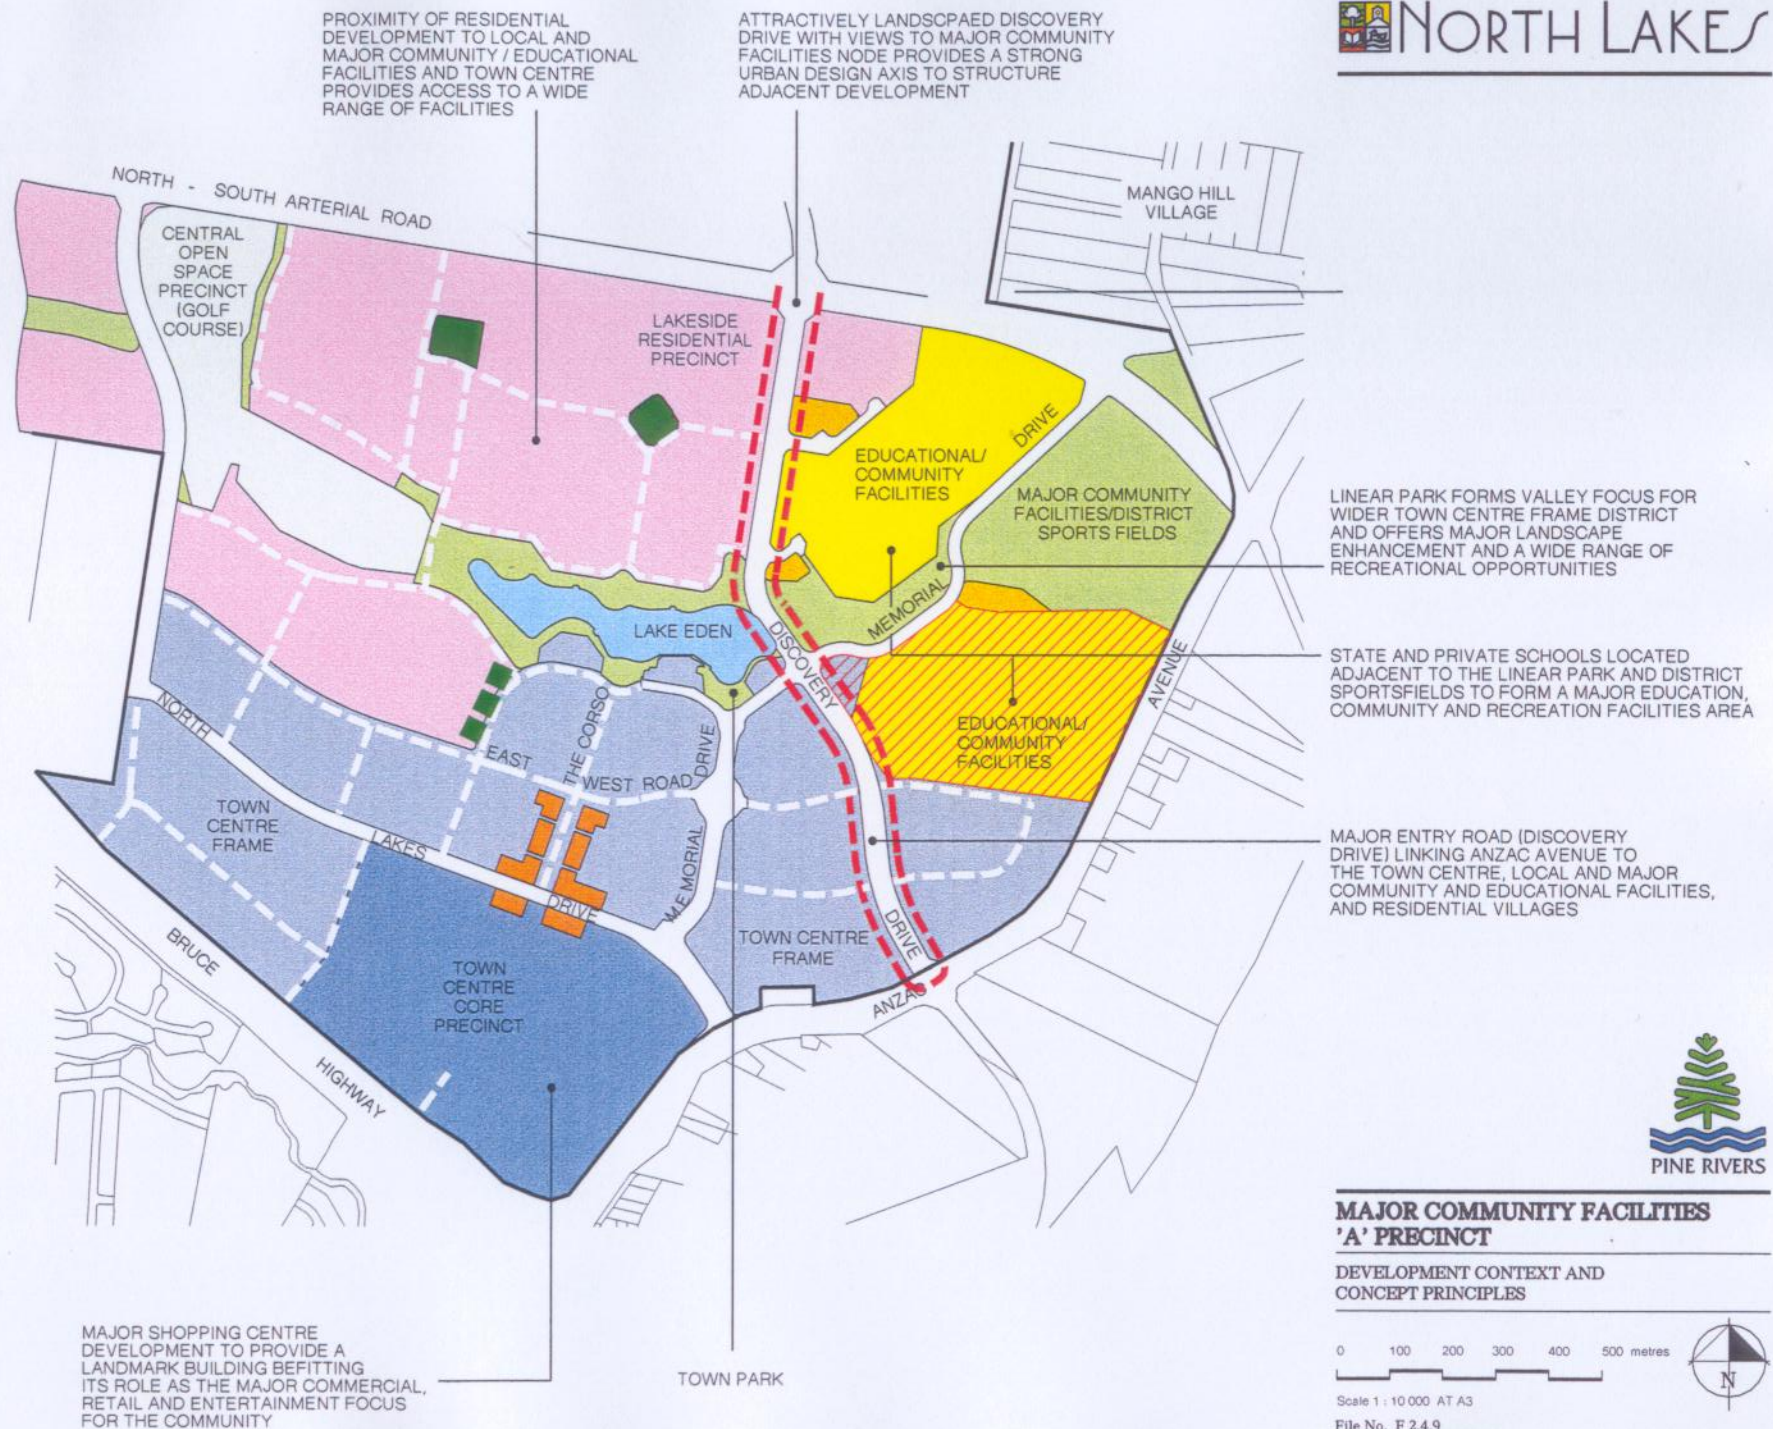 PROXIMITY OF RESIDENTIAL
DEVELOPMENT TO LOCAL AND
MAJOR COMMUNITY / EDUCATIONAL
FACILITIES AND TOWN CENTRE
PROVIDES ACCESS TO A WIDE
RANGE OF FACILITIES
ATTRACTIVELY LANDSCPAED DISCOVERY
DRIVE WITH VIEWS TO MAJOR COMMUNITY
FACILITIES NODE PROVIDES A STRONG
URBAN DESIGN AXIS TO STRUCTURE
ADJACENT DEVELOPMENT
NORTH LAKES
NORTH - SOUTH ARTERIAL ROAD
MANGO HILL
VILLAGE
CENTRAL
OPEN
SPACE
PRECINCT
(GOLF
COURSE)
LAKESIDE
RESIDENTIAL
PRECINCT
EDUCATIONAL/
COMMUNITY
FACILITIES
DRIVE
MAJOR COMMUNITY
FACILITIES/DISTRICT
SPORTS FIELDS
MEMORIAL
LINEAR PARK FORMS VALLEY FOCUS FOR
WIDER TOWN CENTRE FRAME DISTRICT
AND OFFERS MAJOR LANDSCAPE
ENHANCEMENT AND A WIDE RANGE OF
RECREATIONAL OPPORTUNITIES
LAKE EDEN
DISCOVERY
STATE AND PRIVATE SCHOOLS LOCATED
ADJACENT TO THE LINEAR PARK AND DISTRICT
SPORTSFIELDS TO FORM A MAJOR EDUCATION,
COMMUNITY AND RECREATION FACILITIES AREA
AVENUE
NORTH
THE CORSO
EAST
WEST ROAD
DRIVE
EDUCATIONAL/
COMMUNITY
FACILITIES
TOWN
CENTRE
FRAME
LAKES
MEMORIAL
DRIVE
MAJOR ENTRY ROAD (DISCOVERY
DRIVE) LINKING ANZAC AVENUE TO
THE TOWN CENTRE, LOCAL AND MAJOR
COMMUNITY AND EDUCATIONAL FACILITIES,
AND RESIDENTIAL VILLAGES
BRUCE
TOWN
CENTRE
CORE
PRECINCT
TOWN CENTRE
FRAME
DRIVE
ANZAC
HIGHWAY
PINE RIVERS
MAJOR COMMUNITY FACILITIES
'A' PRECINCT
DEVELOPMENT CONTEXT AND
CONCEPT PRINCIPLES
0 100 200 300 400 500 metres
N
Scale 1 : 10 000 AT A3
File No. F 2.4.9
MAJOR SHOPPING CENTRE
DEVELOPMENT TO PROVIDE A
LANDMARK BUILDING BEFITTING
ITS ROLE AS THE MAJOR COMMERCIAL,
RETAIL AND ENTERTAINMENT FOCUS
FOR THE COMMUNITY
TOWN PARK